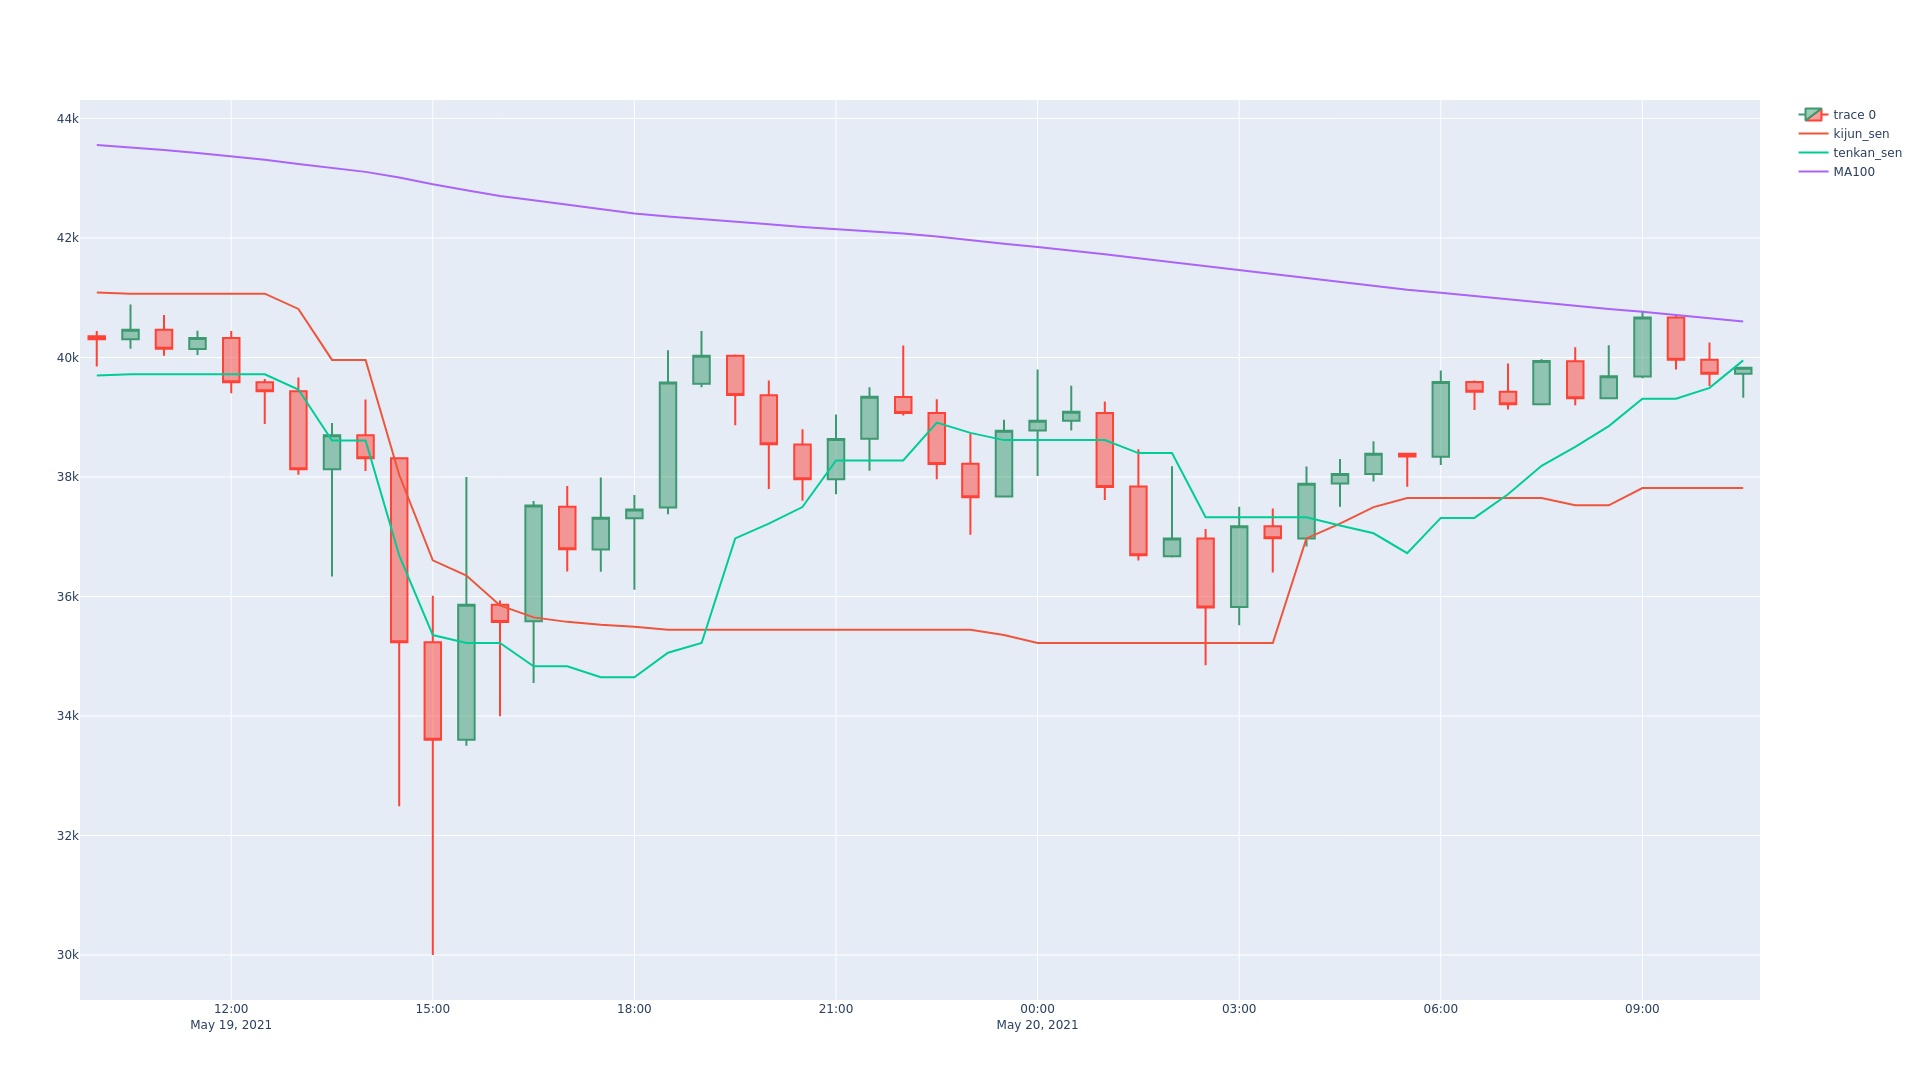 44k
42k
40k
38k
36k
34k
32k
30k
12:00
May 19, 2021
15:00
18:00
21:00
00:00
May 20, 2021
03:00
06:00
09:00
trace 0
kijun_sen
tenkan_sen
MA100